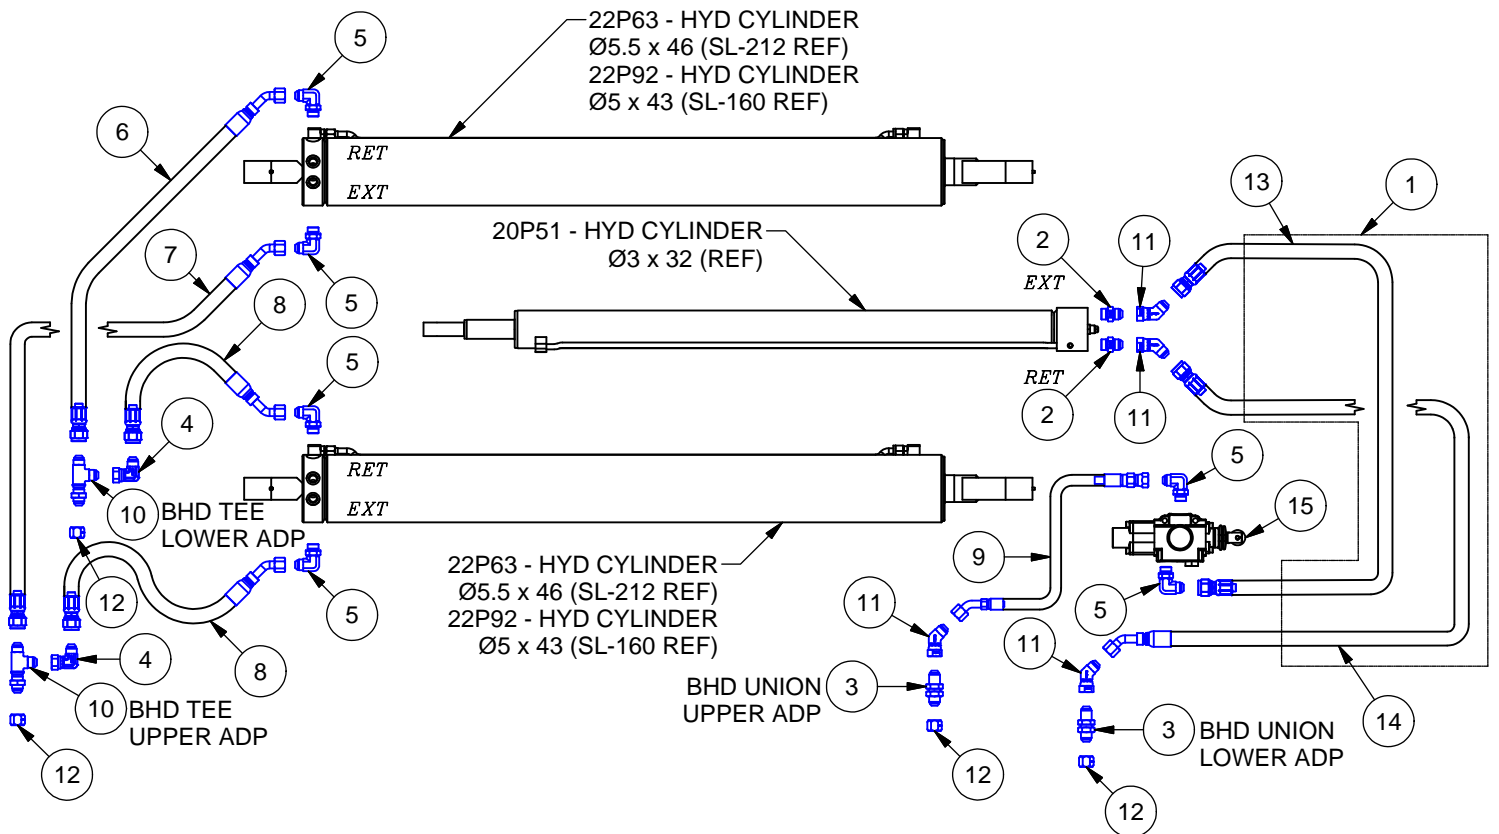 22P63 - HYD CYLINDER
Ø5.5 x 46 (SL-212 REF)
22P92 - HYD CYLINDER
Ø5 x 43 (SL-160 REF)
5
6
RET
EXT
13
1
20P51 - HYD CYLINDER
Ø3 x 32 (REF)
2
11
EXT
7
8
5
5
RET
2
11
4
RET
EXT
5
10
BHD TEE
LOWER ADP
15
9
22P63 - HYD CYLINDER
Ø5.5 x 46 (SL-212 REF)
22P92 - HYD CYLINDER
Ø5 x 43 (SL-160 REF)
12
5
11
5
11
4
8
BHD UNION
UPPER ADP
3
10
BHD TEE
UPPER ADP
3
BHD UNION
LOWER ADP
14
12
12
12